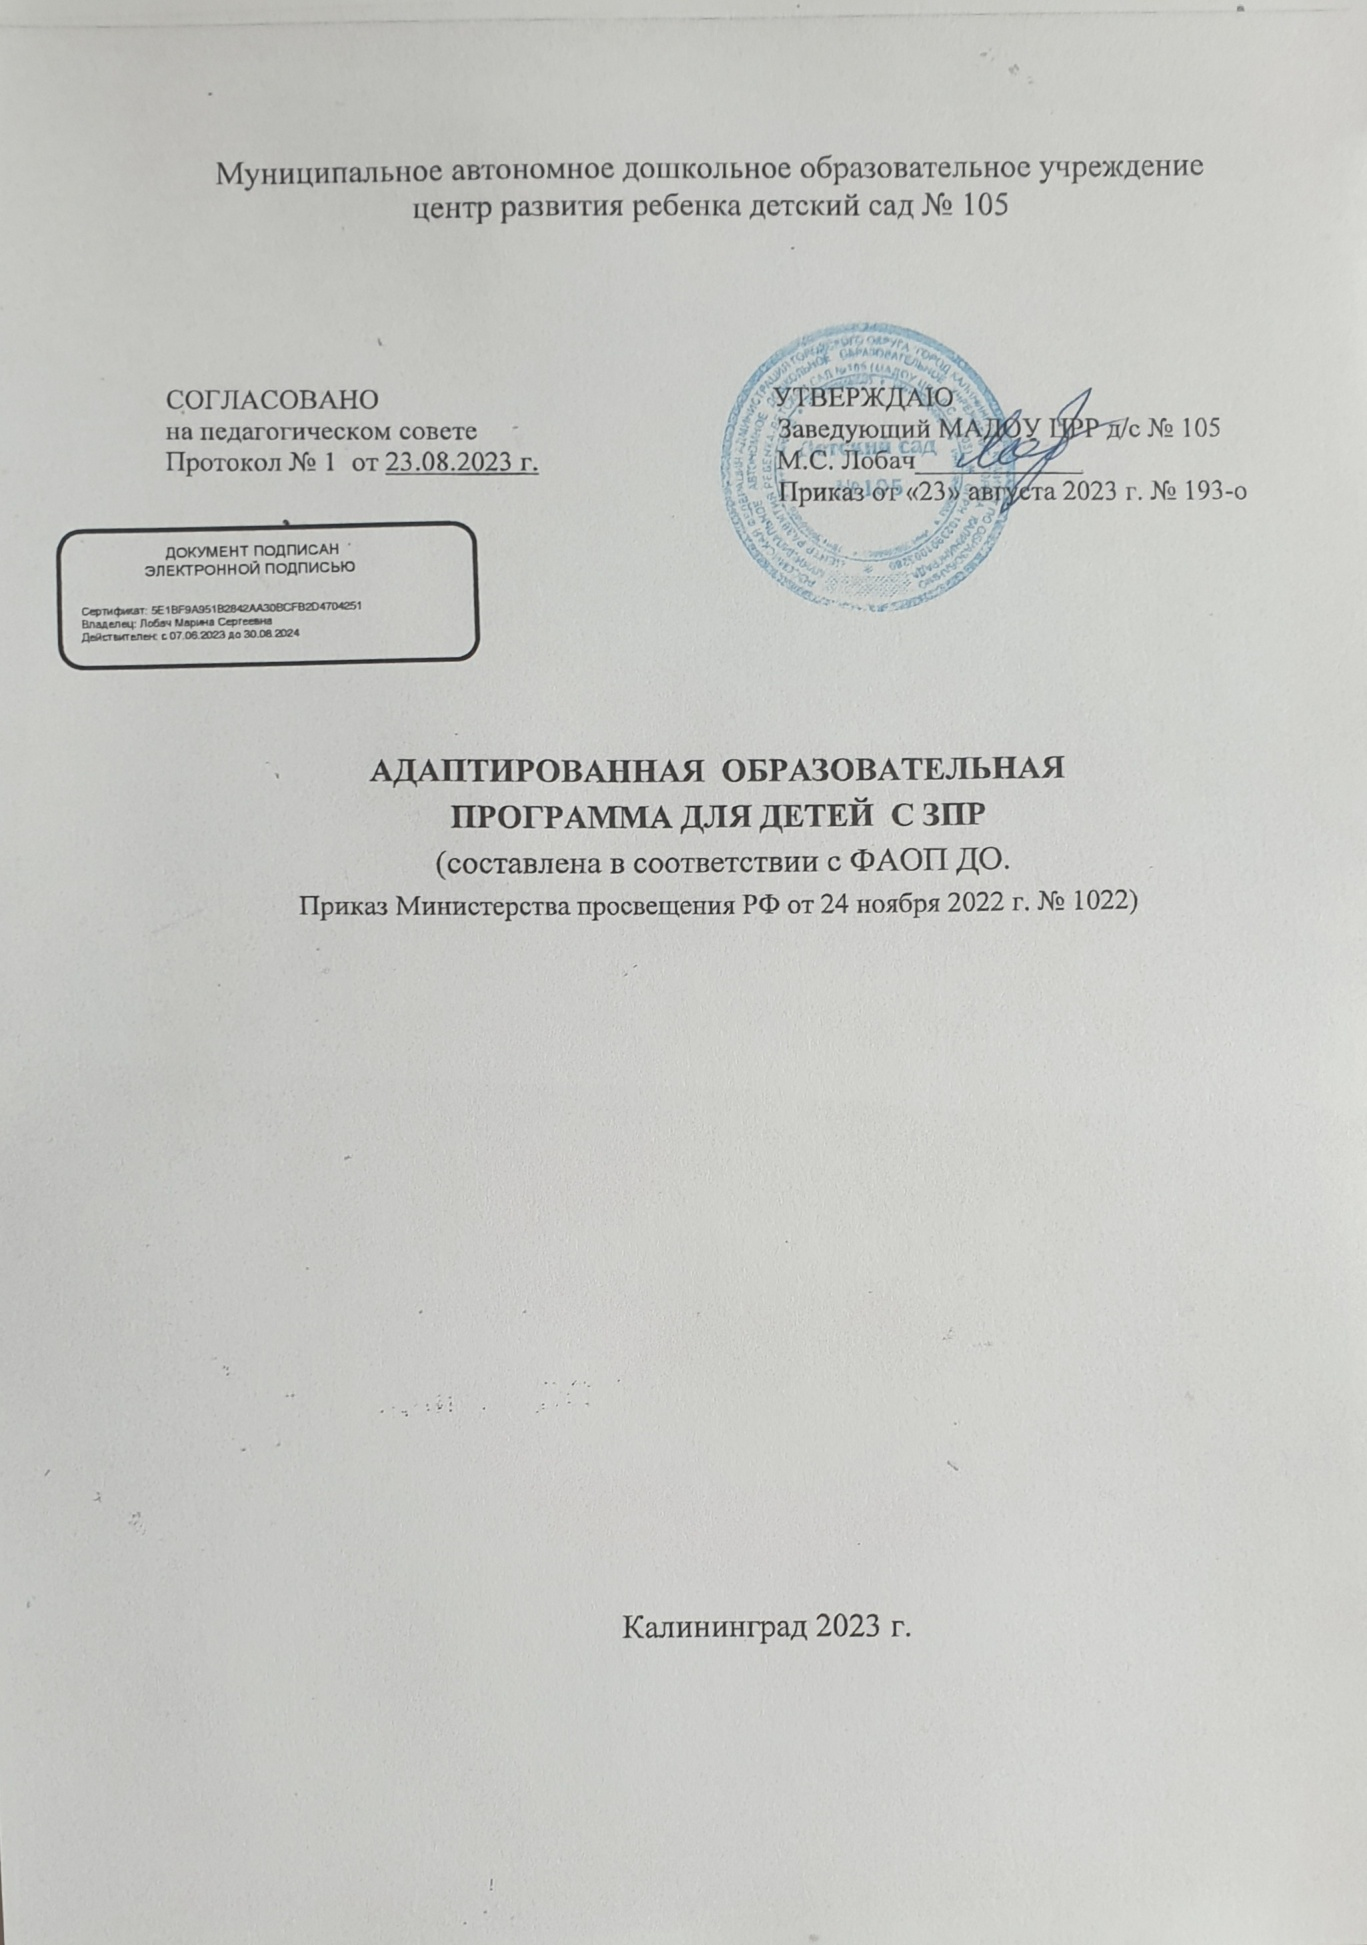 Муниципальное автономное дошкольное образовательное учреждение
центр развития ребенка детский сад № 105
СОГЛАСОВАНО
на педагогическом совете
Протокол № 1 от 23.08.2023 г.
УТВЕРЖДАЮ
Заведующий МАДОУ ЦРР д/с № 105
М.С. Лобач
Приказ от «23» августа 2023 г. № 193-о
Детский сад
№105
ДОКУМЕНТ ПОДПИСАН
ЭЛЕКТРОННОЙ ПОДПИСЬЮ
Сертификат: 5E1BF9A951B2842AA30BCFB2D4704251
Владелец: Лобач Марина Сергеевна
Действителен: с 07.06.2023 до 30.08.2024
АДАПТИРОВАННАЯ ОБРАЗОВАТЕЛЬНАЯ
ПРОГРАММА ДЛЯ ДЕТЕЙ С ЗПР
(составлена в соответствии с ФАОП ДО.
Приказ Министерства просвещения РФ от 24 ноября 2022 г. № 1022)
Калининград 2023 г.